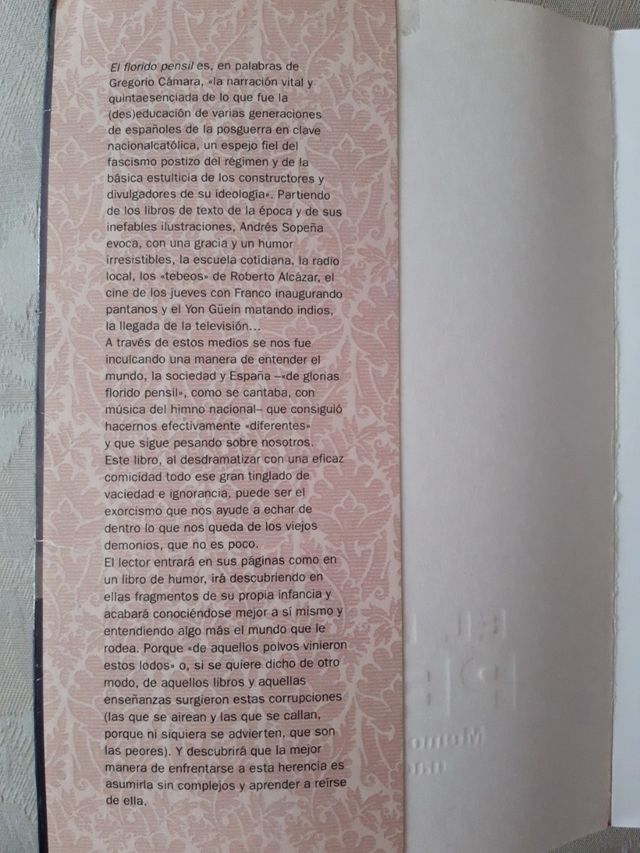 El florido pensil es, en palabras de
Gregorio Cámara, «la narración vital y
quintaesenciada de lo que fue la
(des)educación de varias generaciones
de españoles de la posguerra en clave
nacionalcatólica, un espejo fiel del
fascismo postizo del régimen y de la
básica estulticia de los constructores y
divulgadores de su ideología». Partiendo
de los libros de texto de la época y de sus
inefables ilustraciones, Andrés Sopeña
evoca, con una gracia y un humor
irresistibles, la escuela cotidiana, la radio
local, los «tebeos» de Roberto Alcázar, el
cine de los jueves con Franco inaugurando
pantanos y el Yon Güein matando indios,
la llegada de la televisión...
A través de estos medios se nos fue
inculcando una manera de entender el
mundo, la sociedad y España –«de glorias
florido pensil», como se cantaba, con
música del himno nacional– que consiguió
hacernos efectivamente «diferentes»
y que sigue pesando sobre nosotros.
Este libro, al desdramatizar con una eficaz
comicidad todo ese gran tinglado de
vaciedad e ignorancia, puede ser el
exorcismo que nos ayude a echar de
dentro lo que nos queda de los viejos
demonios, que no es poco.
El lector entrará en sus páginas como en
un libro de humor, irá descubriendo en
ellas fragmentos de su propia infancia y
acabará conociéndose mejor a sí mismo y
entendiendo algo más el mundo que le
rodea. Porque «de aquellos polvos vinieron
estos lodos» o, si se quiere dicho de otro
modo, de aquellos libros y aquellas
enseñanzas surgieron estas corrupciones
(las que se airean y las que se callan,
porque ni siquiera se advierten, que son
las peores). Y descubrirá que la mejor
manera de enfrentarse a esta herencia es
asumirla sin complejos y aprender a reírse
de ella.